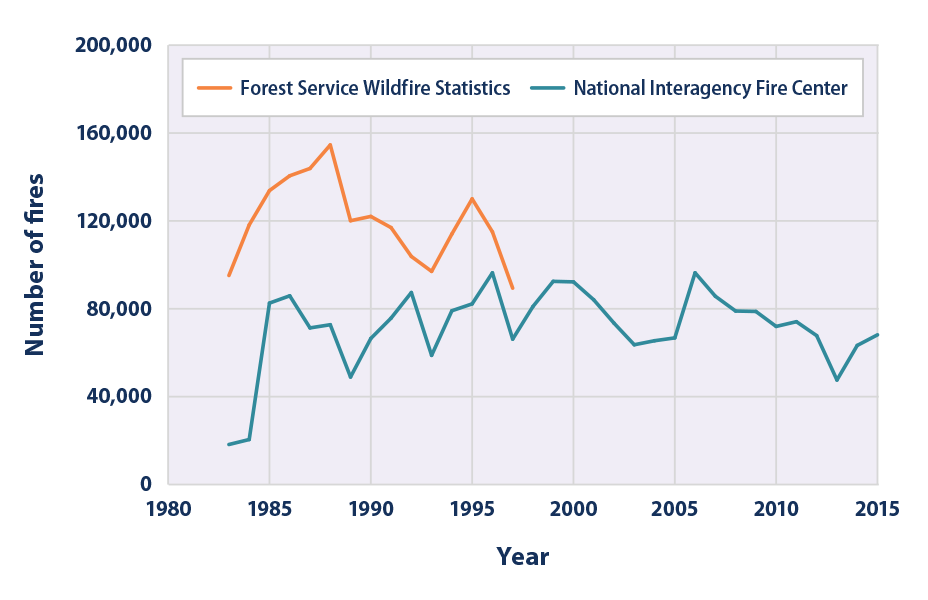 200,000
Forest Service Wildfire Statistics National Interagency Fire Center
160,000
120,000
80,000
40,000
0
Number of fires
1980 1985 1990 1995 2000 2005 2010 2015
Year